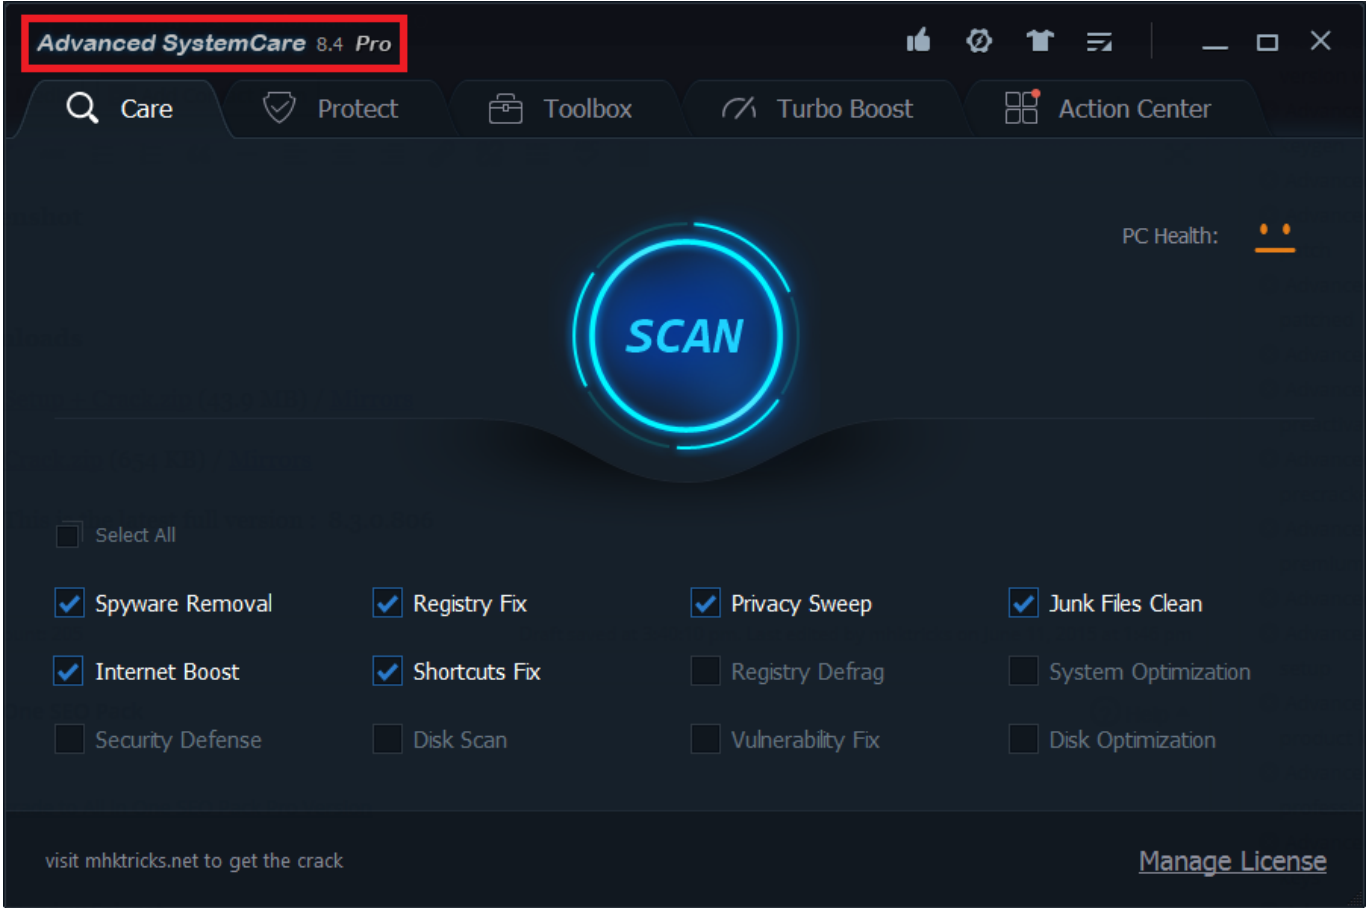 Advanced SystemCare 8.4 Pro
Care Protect Toolbox Turbo Boost Action Center
PC Health:
SCAN
Select All
Spyware Removal Registry Fix Privacy Sweep Junk Files Clean
Internet Boost Shortcuts Fix Registry Defrag System Optimization
Security Defense Disk Scan Vulnerability Fix Disk Optimization
visit mhktricks.net to get the crack Manage License